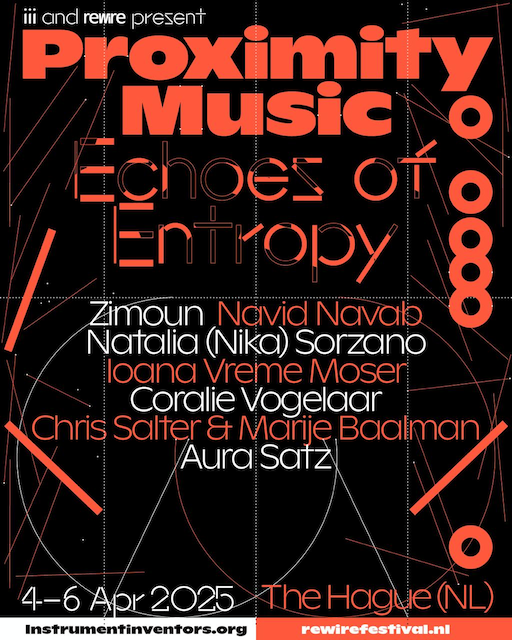 iii and rewire present
Proximity
Music
Echoes of
Entropy
Zimoun Navid Navab
Natalia (Nika) Sorzano
Ioana Vreme Moser
Coralie Vogelaar
Chris Salter & Marije Baalman
Aura Satz
4–6 Apr 2025 The Hague (NL)
Instrumentinventors.org rewirefestival.nl